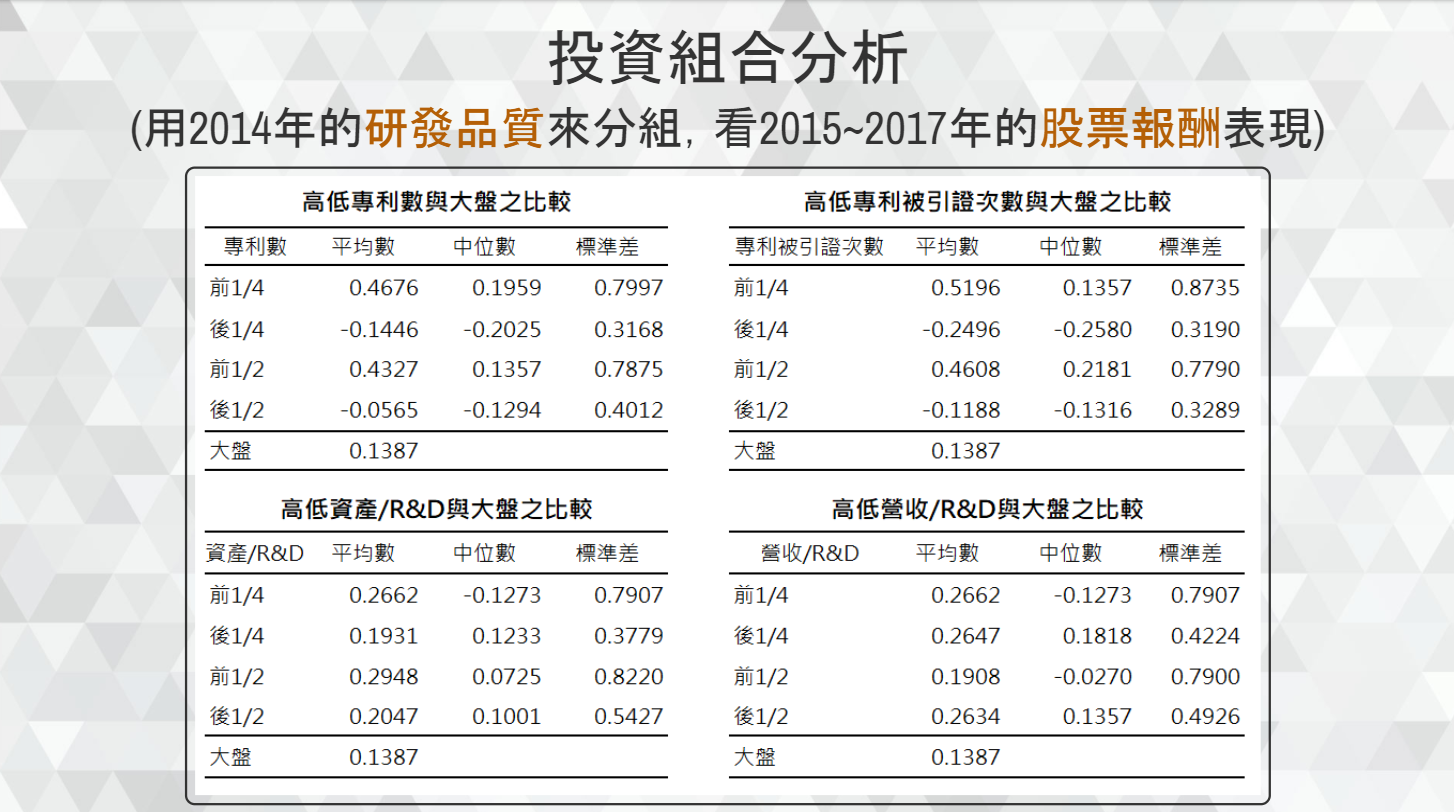 投資組合分析
(用2014年的研發品質來分組, 看2015~2017年的股票報酬表現)
高低專利數與大盤之比較
專利數 平均數 中位數 標準差
前1/4 0.4676 0.1959 0.7997
後1/4 -0.1446 -0.2025 0.3168
前1/2 0.4327 0.1357 0.7875
後1/2 -0.0565 -0.1294 0.4012
大盤 0.1387
高低專利被引證次數與大盤之比較
專利被引證次數 平均數 中位數 標準差
前1/4 0.5196 0.1357 0.8735
後1/4 -0.2496 -0.2580 0.3190
前1/2 0.4608 0.2181 0.7790
後1/2 -0.1188 -0.1316 0.3289
大盤 0.1387
高低資產/R&D與大盤之比較
資產/R&D 平均數 中位數 標準差
前1/4 0.2662 -0.1273 0.7907
後1/4 0.1931 0.1233 0.3779
前1/2 0.2948 0.0725 0.8220
後1/2 0.2047 0.1001 0.5427
大盤 0.1387
高低營收/R&D與大盤之比較
營收/R&D 平均數 中位數 標準差
前1/4 0.2662 -0.1273 0.7907
後1/4 0.2647 0.1818 0.4224
前1/2 0.1908 -0.0270 0.7900
後1/2 0.2634 0.1357 0.4926
大盤 0.1387